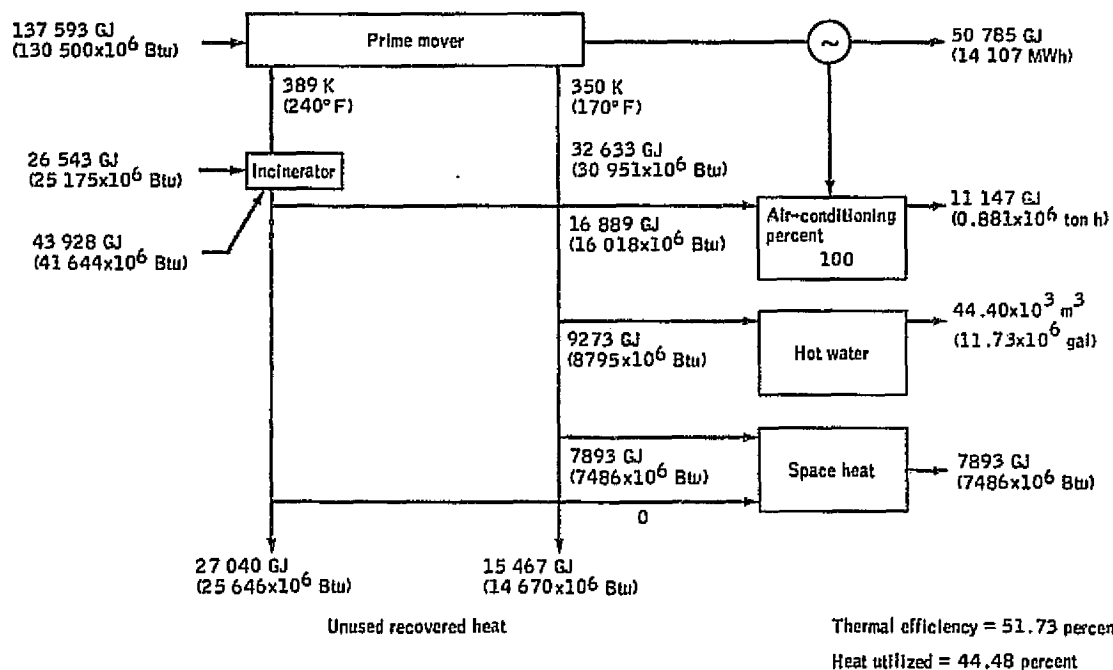 137 593 GJ
(130 500x10⁶ Btu)
Prime mover
~
50 785 GJ
(14 107 MWh)
389 K
(240° F)
350 K
(170° F)
26 543 GJ
(25 175x10⁶ Btu)
Incinerator
32 633 GJ
(30 951x10⁶ Btu)
43 928 GJ
(41 644x10⁶ Btu)
16 889 GJ
(16 018x10⁶ Btu)
Air-conditioning
percent
100
11 147 GJ
(0.881x10⁶ ton h)
9273 GJ
(8795x10⁶ Btu)
Hot water
44.40x10³ m³
(11.73x10⁶ gal)
7893 GJ
(7486x10⁶ Btu)
Space heat
7893 GJ
(7486x10⁶ Btu)
0
27 040 GJ
(25 646x10⁶ Btu)
15 467 GJ
(14 670x10⁶ Btu)
Unused recovered heat
Thermal efficiency = 51.73 percen
Heat utilized = 44.48 percent